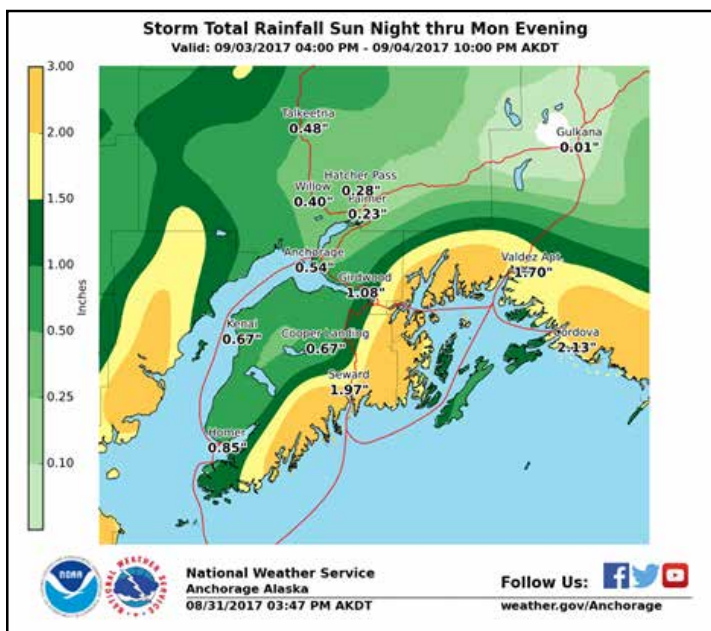 Storm Total Rainfall Sun Night thru Mon Evening
Valid: 09/03/2017 04:00 PM - 09/04/2017 10:00 PM AKDT
3.00
2.00
1.50
1.00
0.50
0.25
0.10
Inches
Talkeetna
0.48"
Gulkana
0.01"
Hatcher Pass
0.28"
Willow
0.40"
Palmer
0.23"
Anchorage
0.54"
Valdez Apt
1.70"
Girdwood
1.08"
Kenai
0.67"
Cooper Landing
0.67"
Cordova
2.13"
Seward
1.97"
Homer
0.85"
NOAA
NATIONAL WEATHER SERVICE
National Weather Service
Anchorage Alaska
08/31/2017 03:47 PM AKDT
Follow Us:
weather.gov/Anchorage